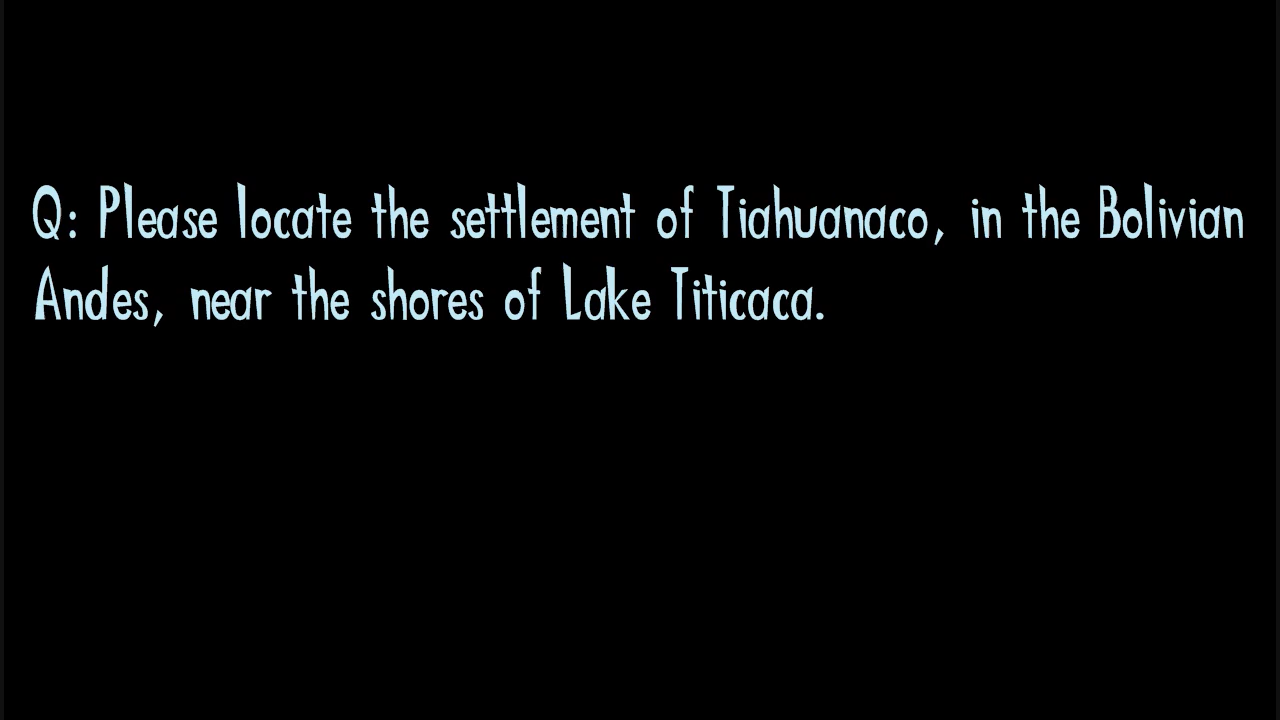 Q: Please locate the settlement of Tiahuanaco, in the Bolivian
Andes, near the shores of Lake Titicaca.